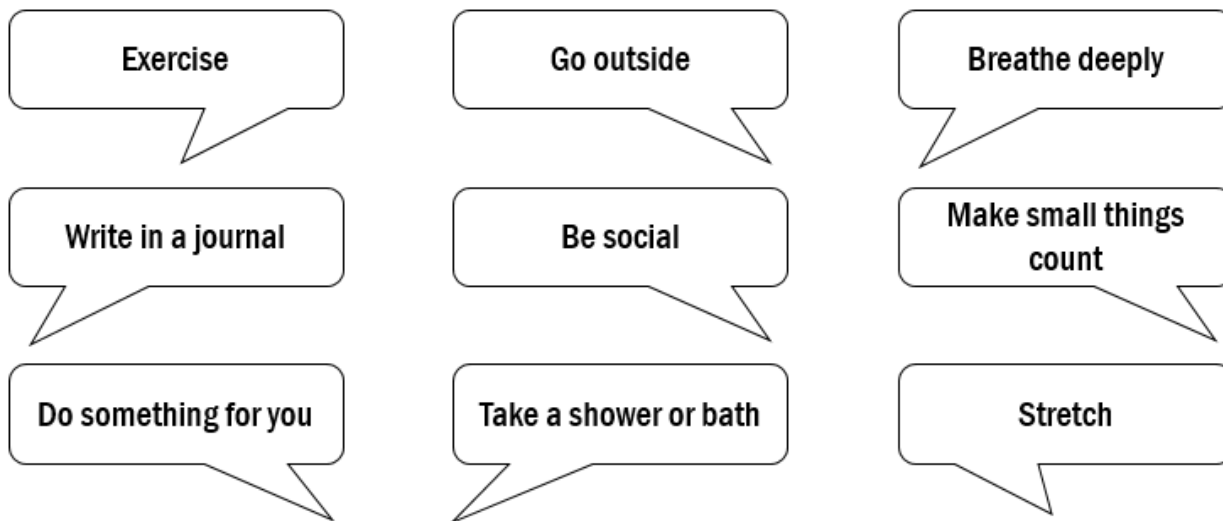 Exercise
Go outside
Breathe deeply
Write in a journal
Be social
Make small things
count
Do something for you
Take a shower or bath
Stretch